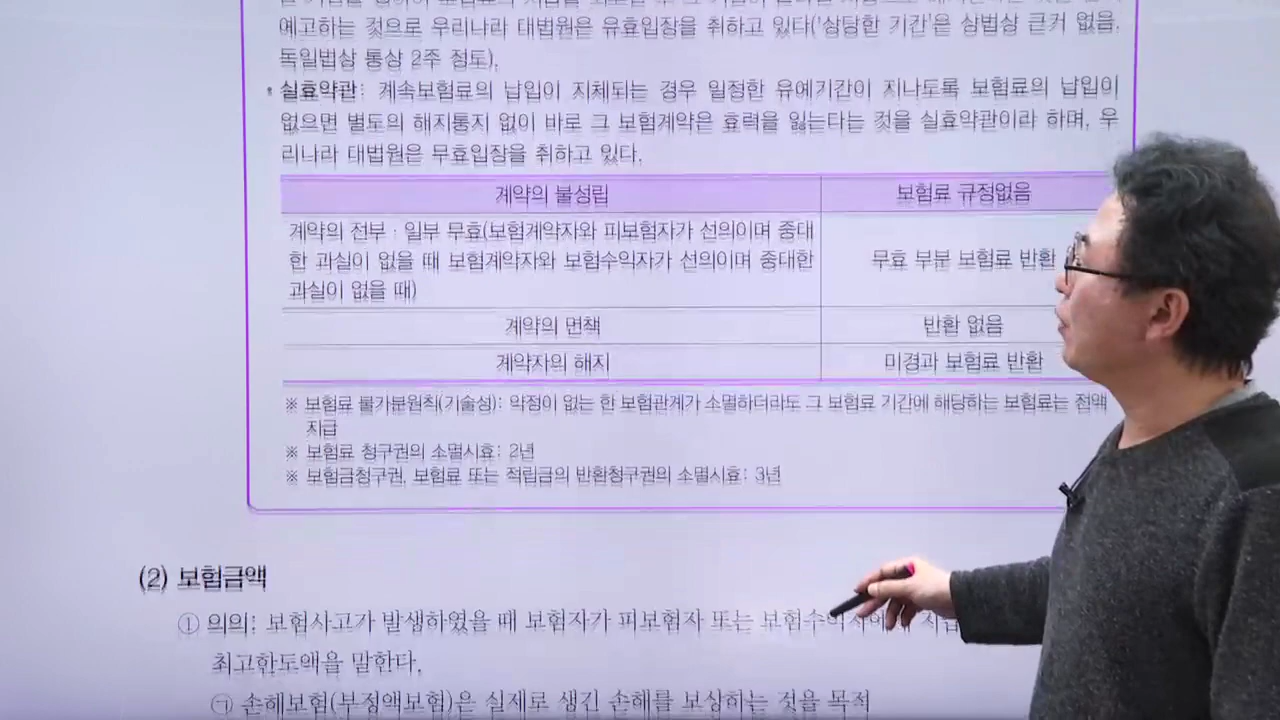 예고하는 것으로 우리나라 대법원은 유효입장을 취하고 있다('상당한 기간'은 상법상 근거 없음.
독일법상 통상 2주 정도).
실효약관: 계속보험료의 납입이 지체되는 경우 일정한 유예기간이 지나도록 보험료의 납입이
없으면 별도의 해지통지 없이 바로 그 보험계약은 효력을 잃는타는 것을 실효약관이라 하며, 우
리나라 대법원은 무효입장을 취하고 있다.
계약의 불성립 보험료 규정없음
계약의 전부·일부 무효(보험계약자와 피보험자가 선의이며 중대
한 과실이 없을 때 보험계약자와 보험수익자가 선의이며 중대한
과실이 없을 때) 무효 부분 보험료 반환
계약의 면책 반환 없음
계약자의 해지 미경과 보험료 반환
※ 보험료 불가분원칙(기술성): 약정이 없는 한 보험관계가 소멸하더라도 그 보험료 기간에 해당하는 보험료는 전액
지급
※ 보험료 청구권의 소멸시효: 2년
※ 보험금청구권, 보험료 또는 적립금의 반환청구권의 소멸시효: 3년
(2) 보험금액
① 의의: 보험사고가 발생하였을 때 보험자가 피보험자 또는
최고한도액을 말한다.
㉠ 손해보험(부정액보험)은 실제로 생긴 손해를 보상하는 것을 목적